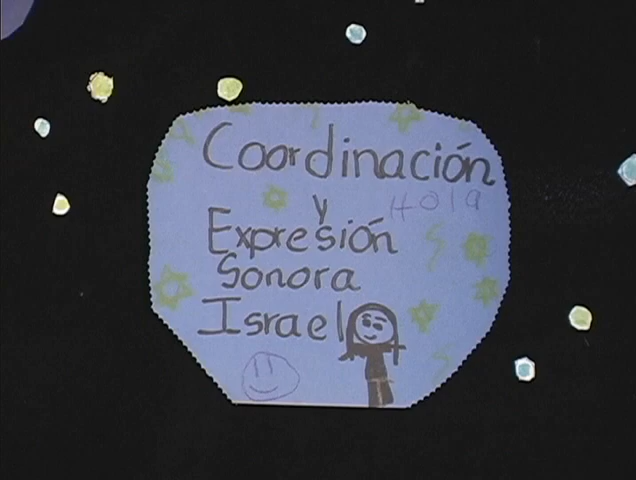 Coordinación
y
Hola
Expresión
Sonora
Israel